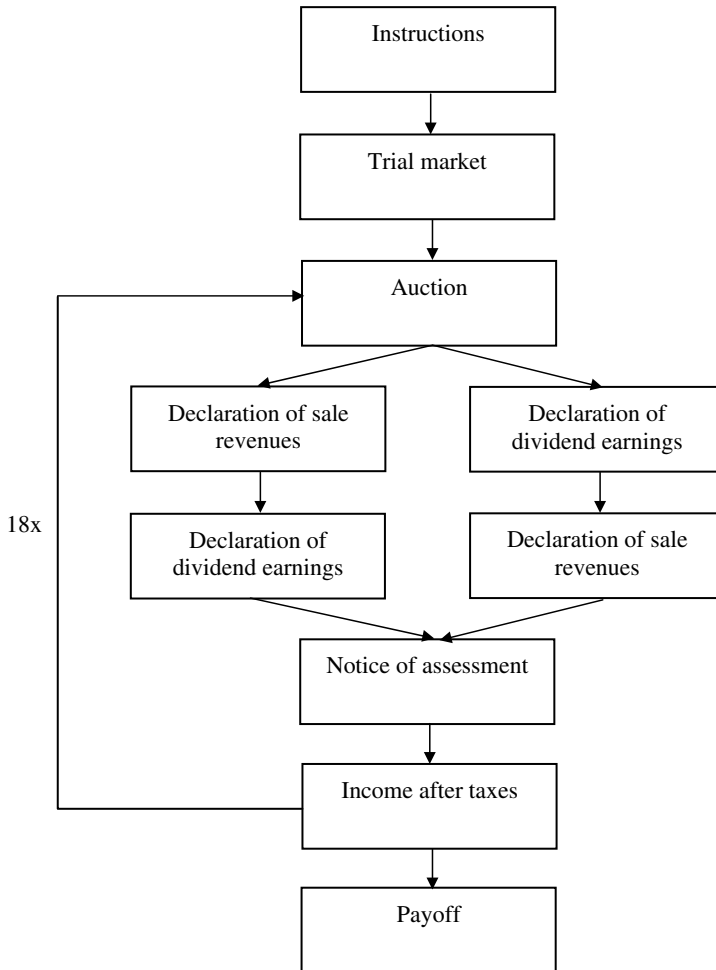 Instructions
Trial market
Auction
Declaration of sale
revenues
Declaration of
dividend earnings
18x
Declaration of
dividend earnings
Declaration of sale
revenues
Notice of assessment
Income after taxes
Payoff